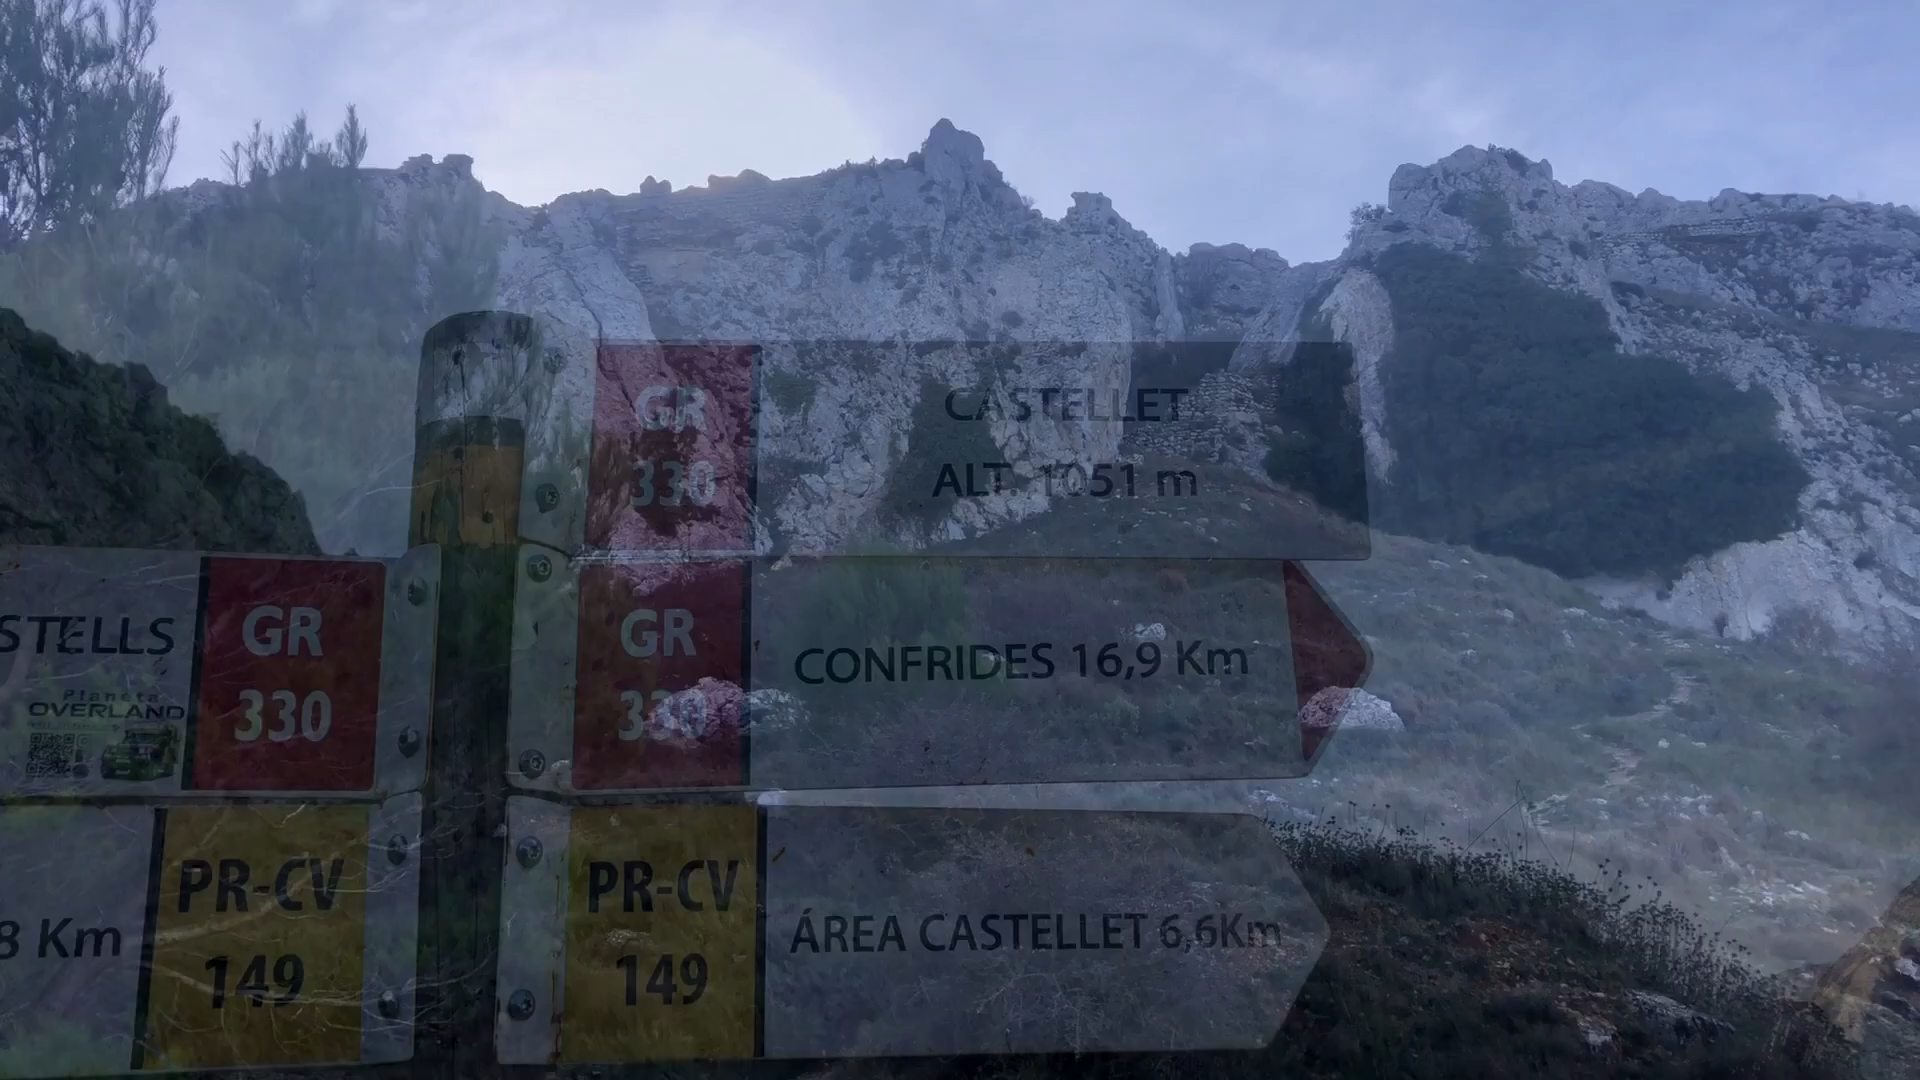 GR
330
CASTELLET
ALT. 1051 m
STELLS
GR
330
Planeta
OVERLAND
GR
330
CONFRIDES 16,9 Km
8 Km
PR-CV
149
PR-CV
149
ÁREA CASTELLET 6,6Km